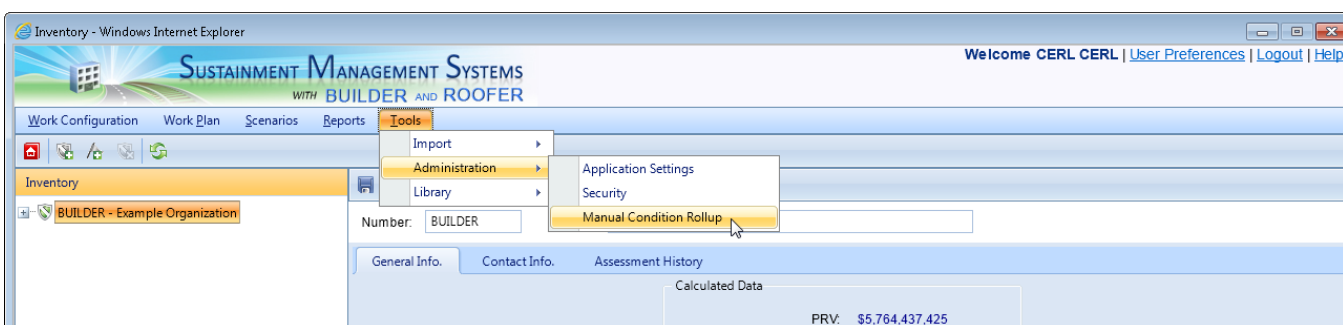 Inventory - Windows Internet Explorer
SUSTAINMENT MANAGEMENT SYSTEMS
WITH BUILDER AND ROOFER
Welcome CERL CERL | User Preferences | Logout | Help
Work Configuration Work Plan Scenarios Reports Tools
Import
Administration
Library
Application Settings
Security
Manual Condition Rollup
Inventory
BUILDER - Example Organization
Number: BUILDER
General Info. Contact Info. Assessment History
Calculated Data
PRV: $5,764,437,425